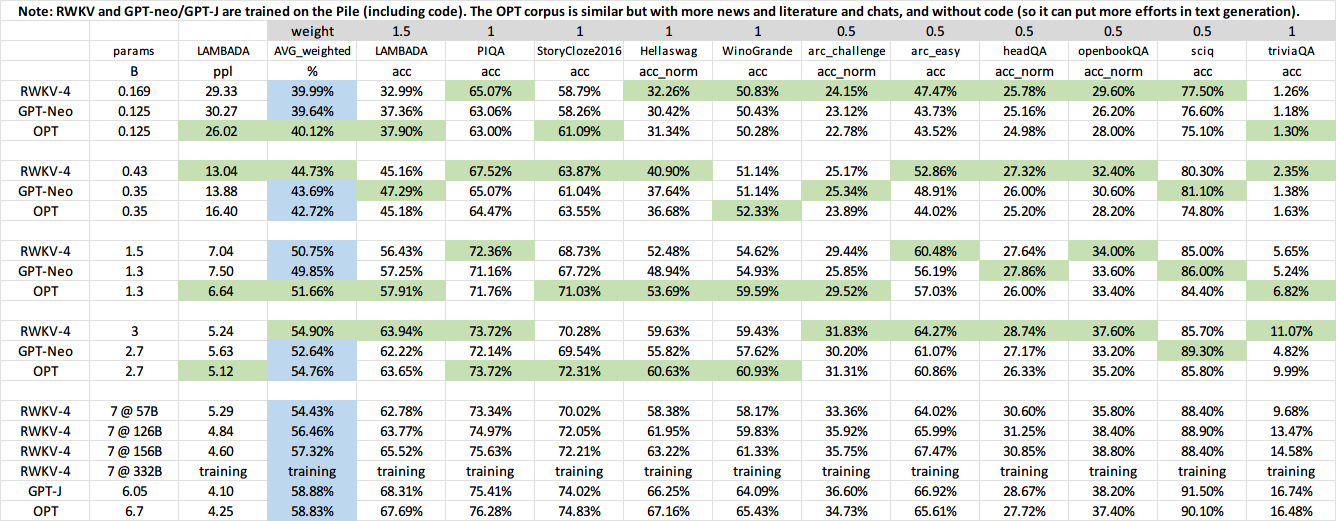 Note: RWKV and GPT-neo/GPT-J are trained on the Pile (including code). The OPT corpus is similar but with more news and literature and chats, and without code (so it can put more efforts in text generation).
weight 1.5 1 1 1 1 0.5 0.5 0.5 0.5 0.5 1
params LAMBADA AVG_weighted LAMBADA PIQA StoryCloze2016 Hellaswag WinoGrande arc_challenge arc_easy headQA openbookQA sciq triviaQA
B ppl % acc acc acc acc_norm acc acc_norm acc acc_norm acc_norm acc acc
RWKV-4 0.169 29.33 39.99% 32.99% 65.07% 58.79% 32.26% 50.83% 24.15% 47.47% 25.78% 29.60% 77.50% 1.26%
GPT-Neo 0.125 30.27 39.64% 37.36% 63.06% 58.26% 30.42% 50.43% 23.12% 43.73% 25.16% 26.20% 76.60% 1.18%
OPT 0.125 26.02 40.12% 37.90% 63.00% 61.09% 31.34% 50.28% 22.78% 43.52% 24.98% 28.00% 75.10% 1.30%
RWKV-4 0.43 13.04 44.73% 45.16% 67.52% 63.87% 40.90% 51.14% 25.17% 52.86% 27.32% 32.40% 80.30% 2.35%
GPT-Neo 0.35 13.88 43.69% 47.29% 65.07% 61.04% 37.64% 51.14% 25.34% 48.91% 26.00% 30.60% 81.10% 1.38%
OPT 0.35 16.40 42.72% 45.18% 64.47% 63.55% 36.68% 52.33% 23.89% 44.02% 25.20% 28.20% 74.80% 1.63%
RWKV-4 1.5 7.04 50.75% 56.43% 72.36% 68.73% 52.48% 54.62% 29.44% 60.48% 27.64% 34.00% 85.00% 5.65%
GPT-Neo 1.3 7.50 49.85% 57.25% 71.16% 67.72% 48.94% 54.93% 25.85% 56.19% 27.86% 33.60% 86.00% 5.24%
OPT 1.3 6.64 51.66% 57.91% 71.76% 71.03% 53.69% 59.59% 29.52% 57.03% 26.00% 33.40% 84.40% 6.82%
RWKV-4 3 5.24 54.90% 63.94% 73.72% 70.28% 59.63% 59.43% 31.83% 64.27% 28.74% 37.60% 85.70% 11.07%
GPT-Neo 2.7 5.63 52.64% 62.22% 72.14% 69.54% 55.82% 57.62% 30.20% 61.07% 27.17% 33.20% 89.30% 4.82%
OPT 2.7 5.12 54.76% 63.65% 73.72% 72.31% 60.63% 60.93% 31.31% 60.86% 26.33% 35.20% 85.80% 9.99%
RWKV-4 7 @ 57B 5.29 54.43% 62.78% 73.34% 70.02% 58.38% 58.17% 33.36% 64.02% 30.60% 35.80% 88.40% 9.68%
RWKV-4 7 @ 126B 4.84 56.46% 63.77% 74.97% 72.05% 61.95% 59.83% 35.92% 65.99% 31.25% 38.40% 88.90% 13.47%
RWKV-4 7 @ 156B 4.60 57.32% 65.52% 75.63% 72.21% 63.22% 61.33% 35.75% 67.47% 30.85% 38.80% 88.40% 14.58%
RWKV-4 7 @ 332B training training training training training training training training training training training training training
GPT-J 6.05 4.10 58.88% 68.31% 75.41% 74.02% 66.25% 64.09% 36.60% 66.92% 28.67% 38.20% 91.50% 16.74%
OPT 6.7 4.25 58.83% 67.69% 76.28% 74.83% 67.16% 65.43% 34.73% 65.61% 27.72% 37.40% 90.10% 16.48%